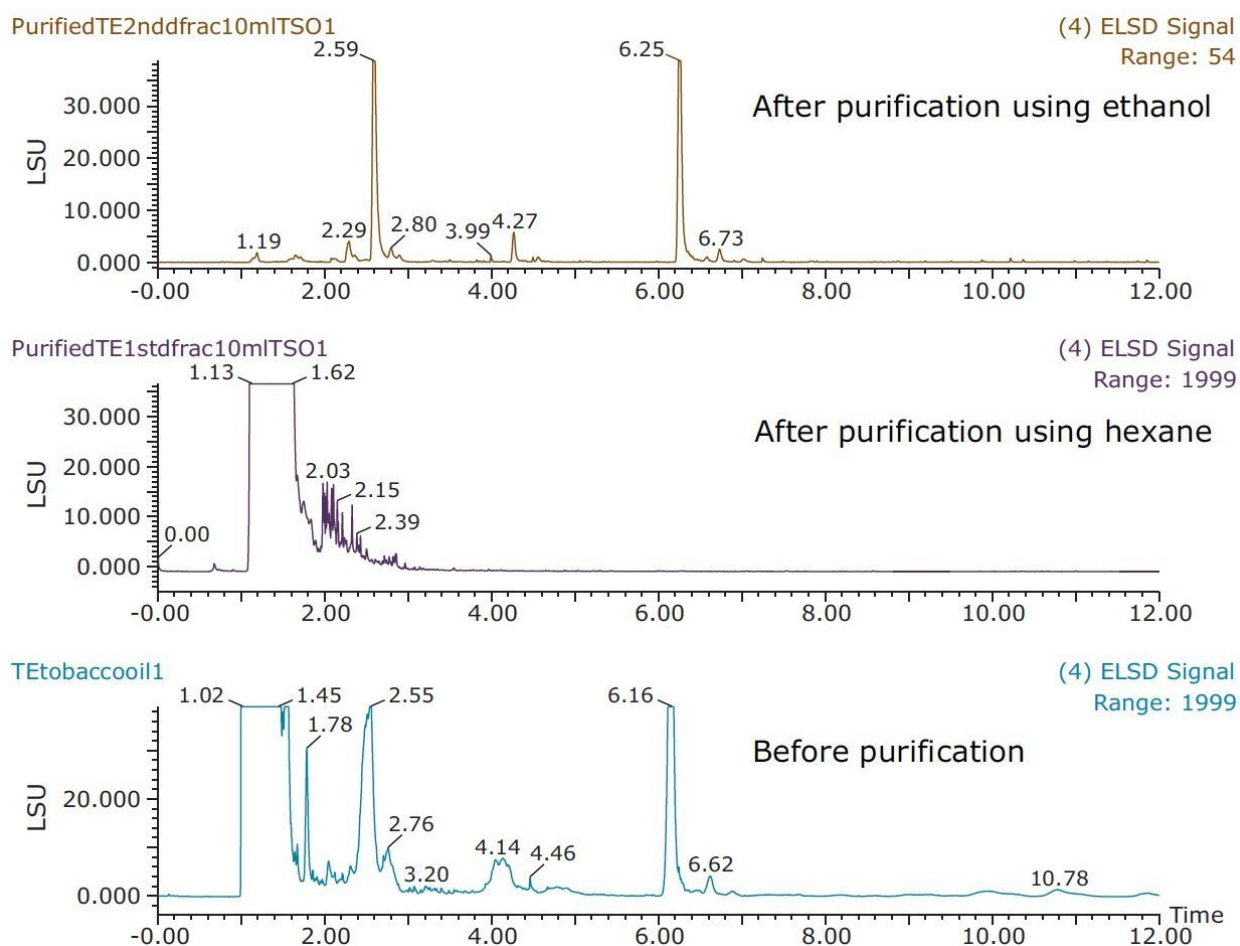 PurifiedTE2nddfrac10mlTSO1
(4) ELSD Signal
Range: 54
2.59
6.25
After purification using ethanol
30.000
20.000
10.000
0.000
LSU
1.19
2.29
2.80
3.99
4.27
6.73
-0.00 2.00 4.00 6.00 8.00 10.00 12.00
PurifiedTE1stdfrac10mlTSO1
(4) ELSD Signal
Range: 1999
1.13
1.62
After purification using hexane
30.000
20.000
10.000
0.000
LSU
0.00
2.03
2.15
2.39
-0.00 2.00 4.00 6.00 8.00 10.00 12.00
TEtobaccooil1
(4) ELSD Signal
Range: 1999
1.02
1.45
2.55
6.16
1.78
Before purification
20.000
0.000
LSU
2.76
3.20
4.14
4.46
6.62
10.78
Time
-0.00 2.00 4.00 6.00 8.00 10.00 12.00